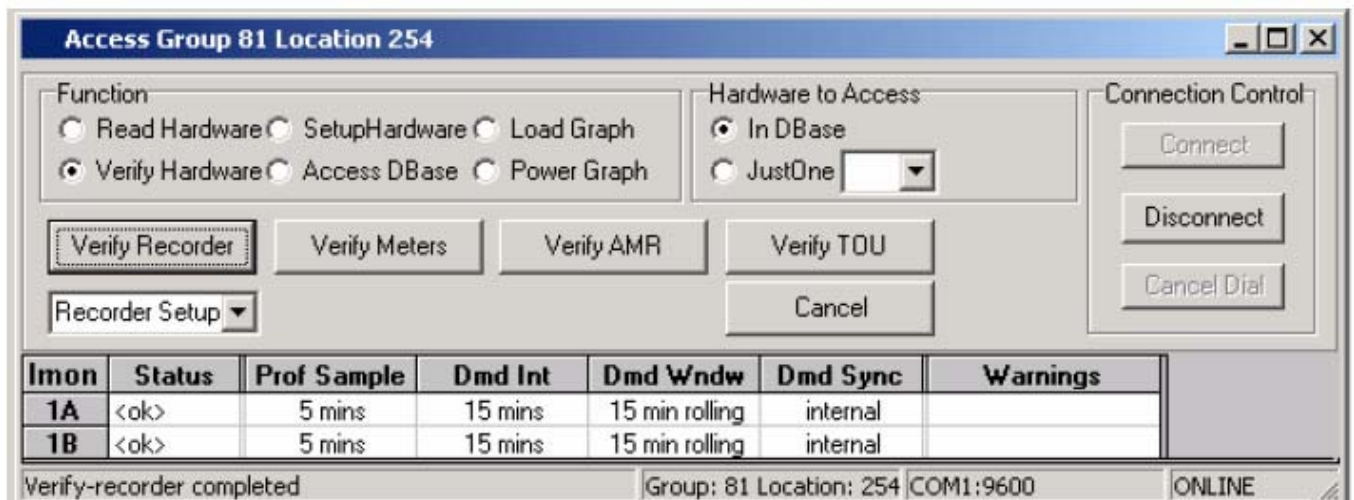 Access Group 81 Location 254
Function
Read Hardware SetupHardware Load Graph
Verify Hardware Access DBase Power Graph
Hardware to Access
In DBase
JustOne
Connection Control
Connect
Disconnect
Cancel Dial
Verify Recorder Verify Meters Verify AMR Verify TOU
Recorder Setup Cancel
Imon Status Prof Sample Dmd Int Dmd Wndw Dmd Sync Warnings
1A <ok> 5 mins 15 mins 15 min rolling internal
1B <ok> 5 mins 15 mins 15 min rolling internal
Verify-recorder completed Group: 81 Location: 254 COM1:9600 ONLINE